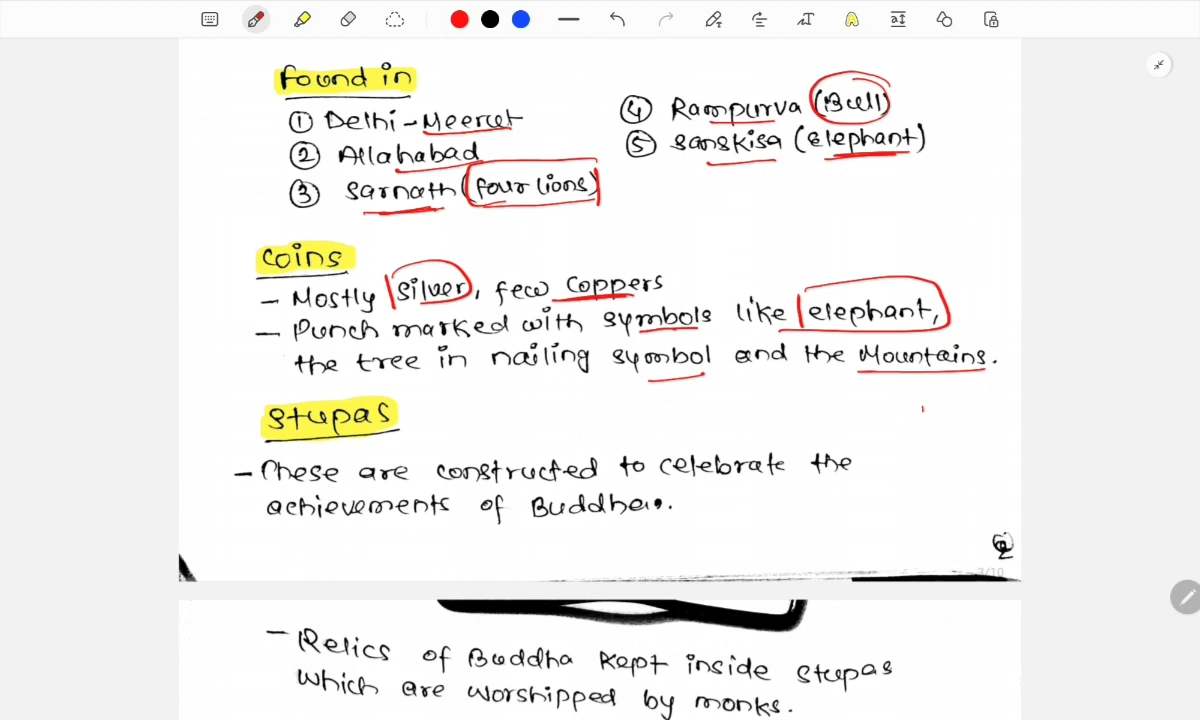 Found in
① Delhi - Meerut
② Allahabad
③ Sarnath (four lions)
④ Rampurva (Bull)
⑤ Sanskisa (Elephant)
Coins
- Mostly silver, few coppers
- Punch marked with symbols like elephant,
the tree in nailing symbol and the Mountains.
Stupas
- These are constructed to celebrate the
achievements of Buddha.
3/10
- Relics of Buddha kept inside stupas
which are worshipped by monks.